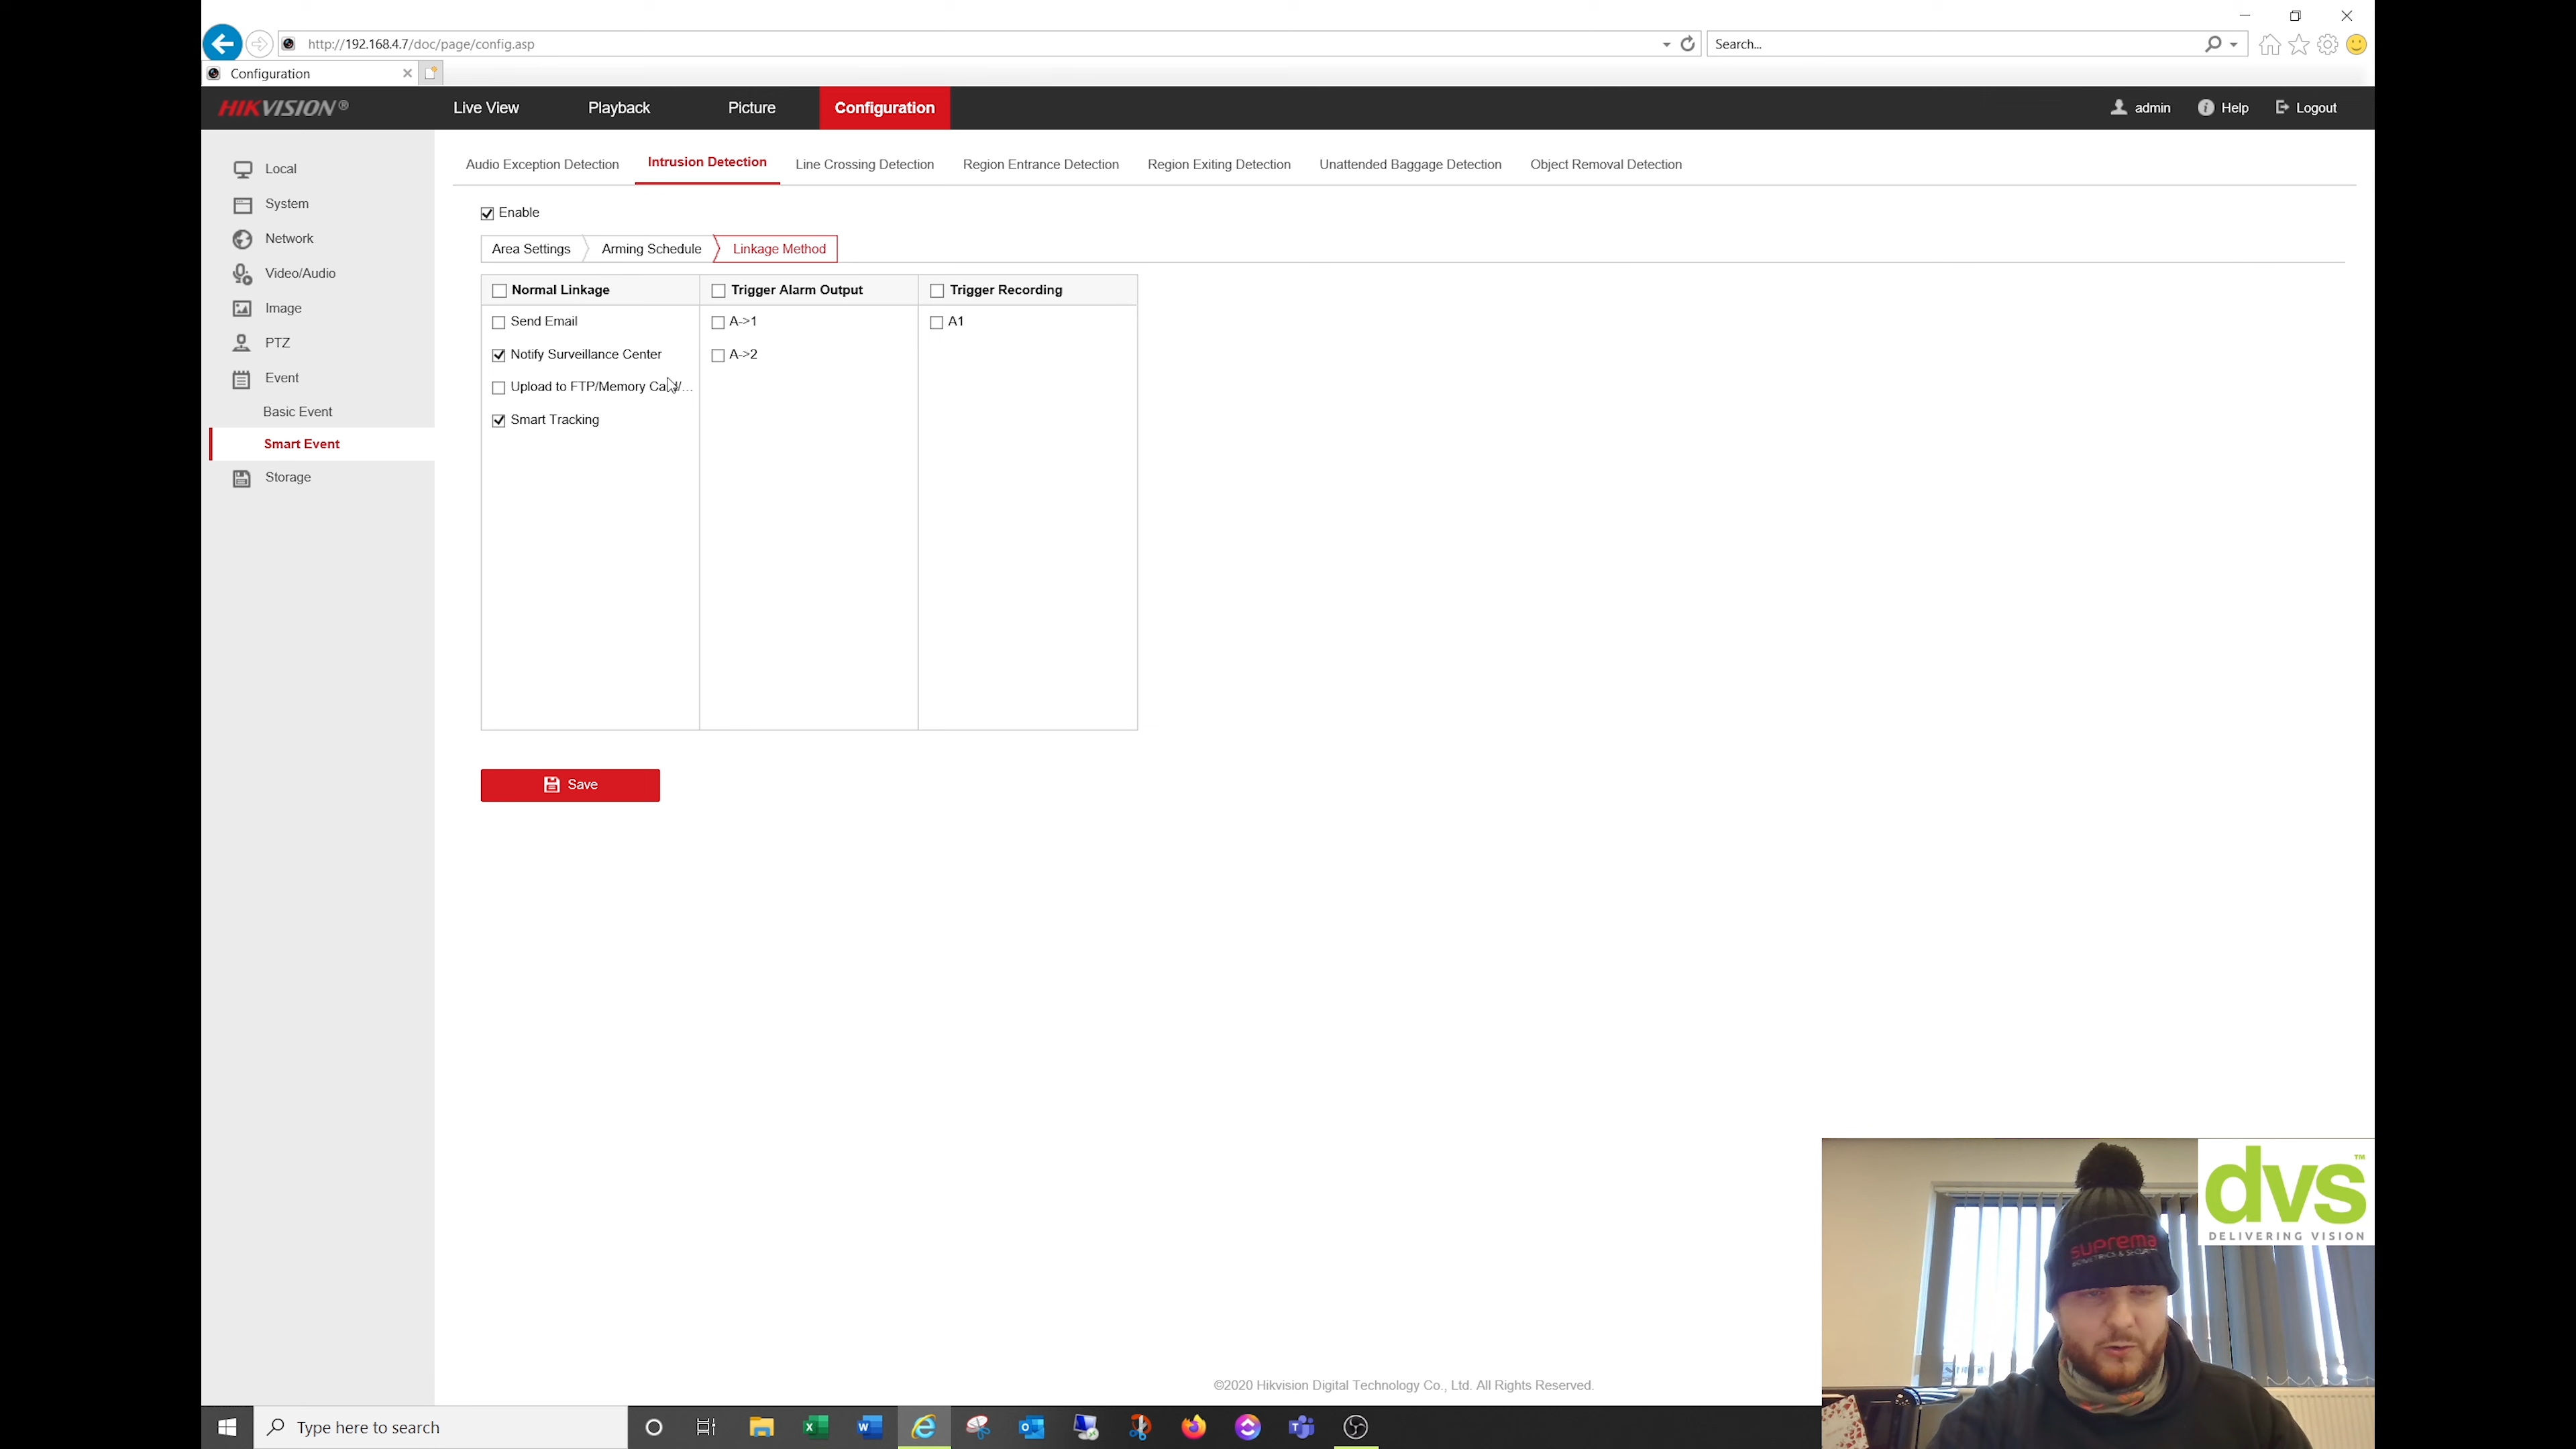 http://192.168.4.7/doc/page/config.asp
Search...
Configuration
HIKVISION®
Live View
Playback
Picture
Configuration
admin
Help
Logout
Local
System
Network
Video/Audio
Image
PTZ
Event
Basic Event
Smart Event
Storage
Audio Exception Detection
Intrusion Detection
Line Crossing Detection
Region Entrance Detection
Region Exiting Detection
Unattended Baggage Detection
Object Removal Detection
Enable
Area Settings
Arming Schedule
Linkage Method
Normal Linkage
Trigger Alarm Output
Trigger Recording
Send Email
A->1
A1
Notify Surveillance Center
A->2
Upload to FTP/Memory Card/...
Smart Tracking
Save
dvs™
DELIVERING VISION
suprema
©2020 Hikvision Digital Technology Co., Ltd. All Rights Reserved.
Type here to search